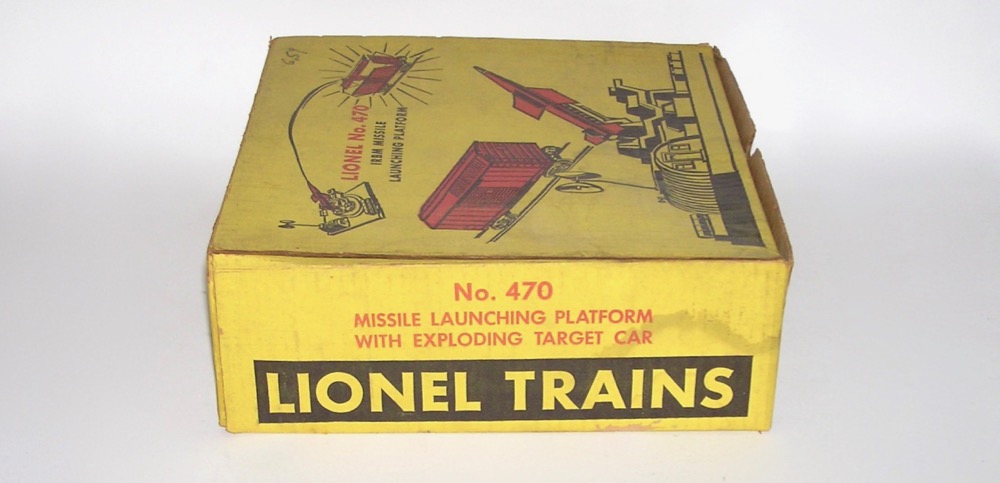 LIONEL No. 470
IRBM MISSILE
LAUNCHING PLATFORM
No. 470
MISSILE LAUNCHING PLATFORM
WITH EXPLODING TARGET CAR
LIONEL TRAINS